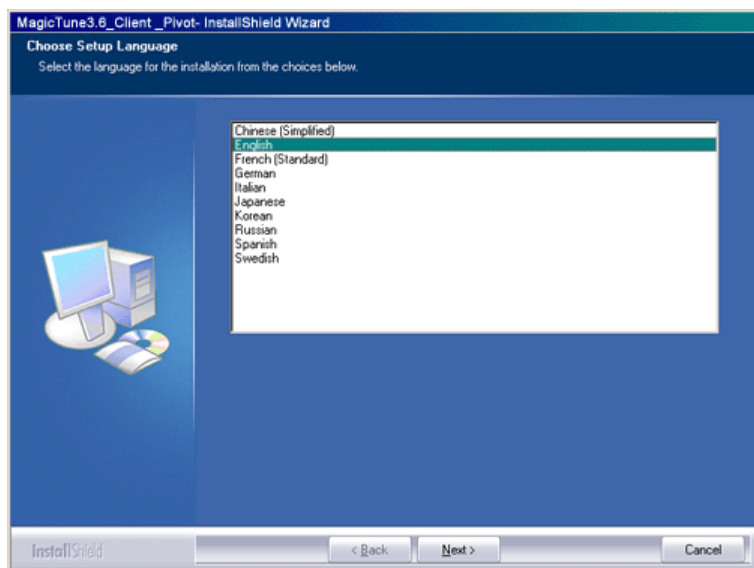 MagicTune3.6_Client _Pivot- InstallShield Wizard
Choose Setup Language
Select the language for the installation from the choices below.
Chinese (Simplified)
English
French (Standard)
German
Italian
Japanese
Korean
Russian
Spanish
Swedish
InstallShield
< Back
Next >
Cancel